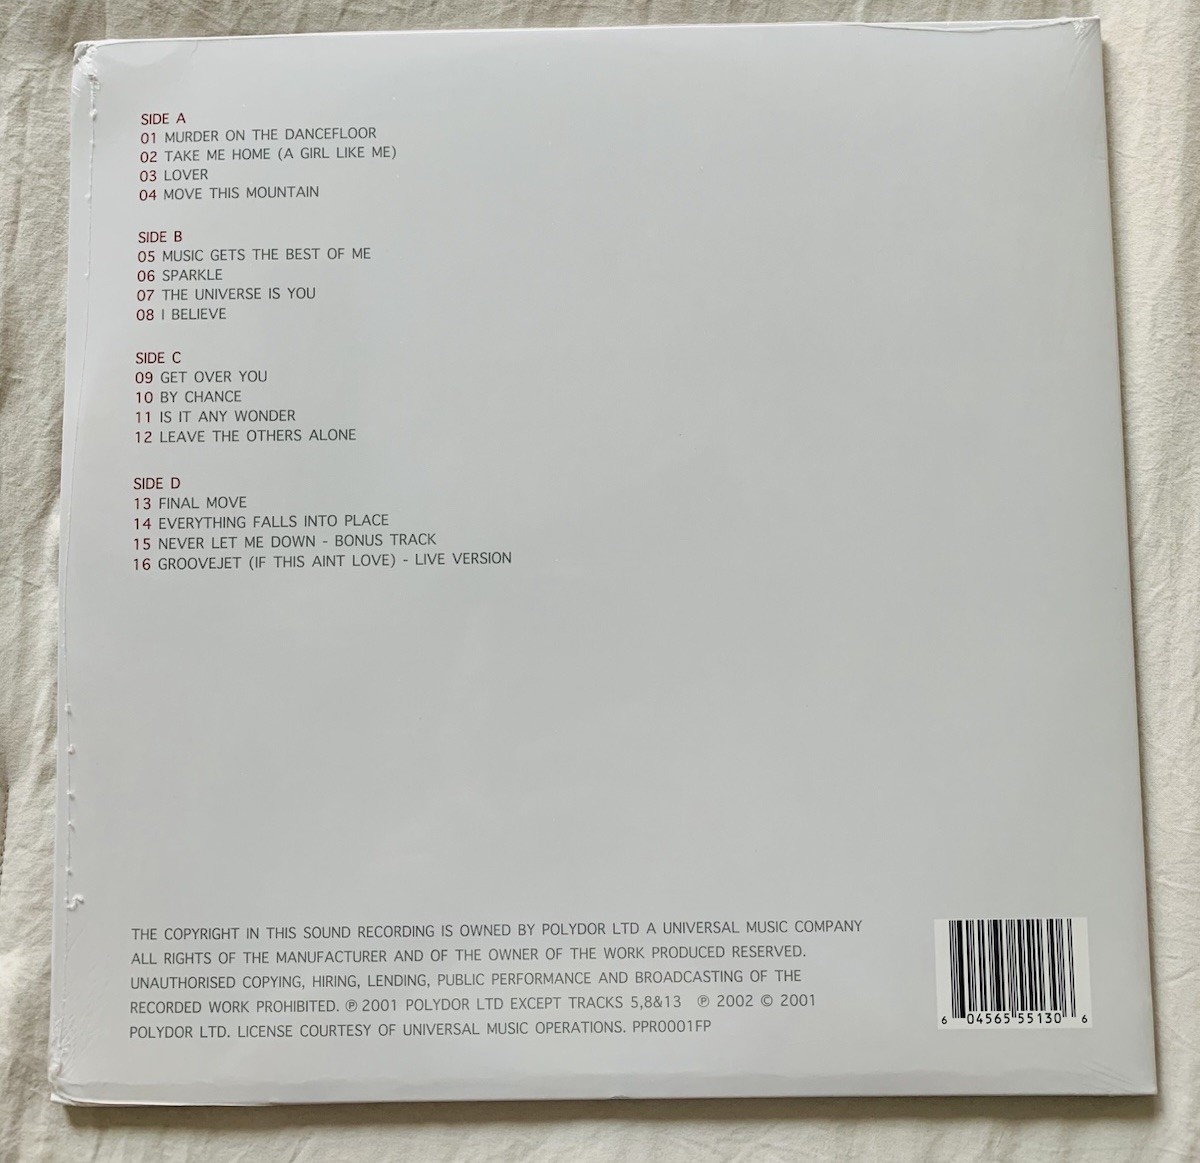 SIDE A
01 MURDER ON THE DANCEFLOOR
02 TAKE ME HOME (A GIRL LIKE ME)
03 LOVER
04 MOVE THIS MOUNTAIN
SIDE B
05 MUSIC GETS THE BEST OF ME
06 SPARKLE
07 THE UNIVERSE IS YOU
08 I BELIEVE
SIDE C
09 GET OVER YOU
10 BY CHANCE
11 IS IT ANY WONDER
12 LEAVE THE OTHERS ALONE
SIDE D
13 FINAL MOVE
14 EVERYTHING FALLS INTO PLACE
15 NEVER LET ME DOWN - BONUS TRACK
16 GROOVEJET (IF THIS AINT LOVE) - LIVE VERSION
THE COPYRIGHT IN THIS SOUND RECORDING IS OWNED BY POLYDOR LTD A UNIVERSAL MUSIC COMPANY
ALL RIGHTS OF THE MANUFACTURER AND OF THE OWNER OF THE WORK PRODUCED RESERVED.
UNAUTHORISED COPYING, HIRING, LENDING, PUBLIC PERFORMANCE AND BROADCASTING OF THE
RECORDED WORK PROHIBITED. ℗ 2001 POLYDOR LTD EXCEPT TRACKS 5,8&13 ℗ 2002 © 2001
POLYDOR LTD. LICENSE COURTESY OF UNIVERSAL MUSIC OPERATIONS. PPR0001FP
6 04565 55130 6